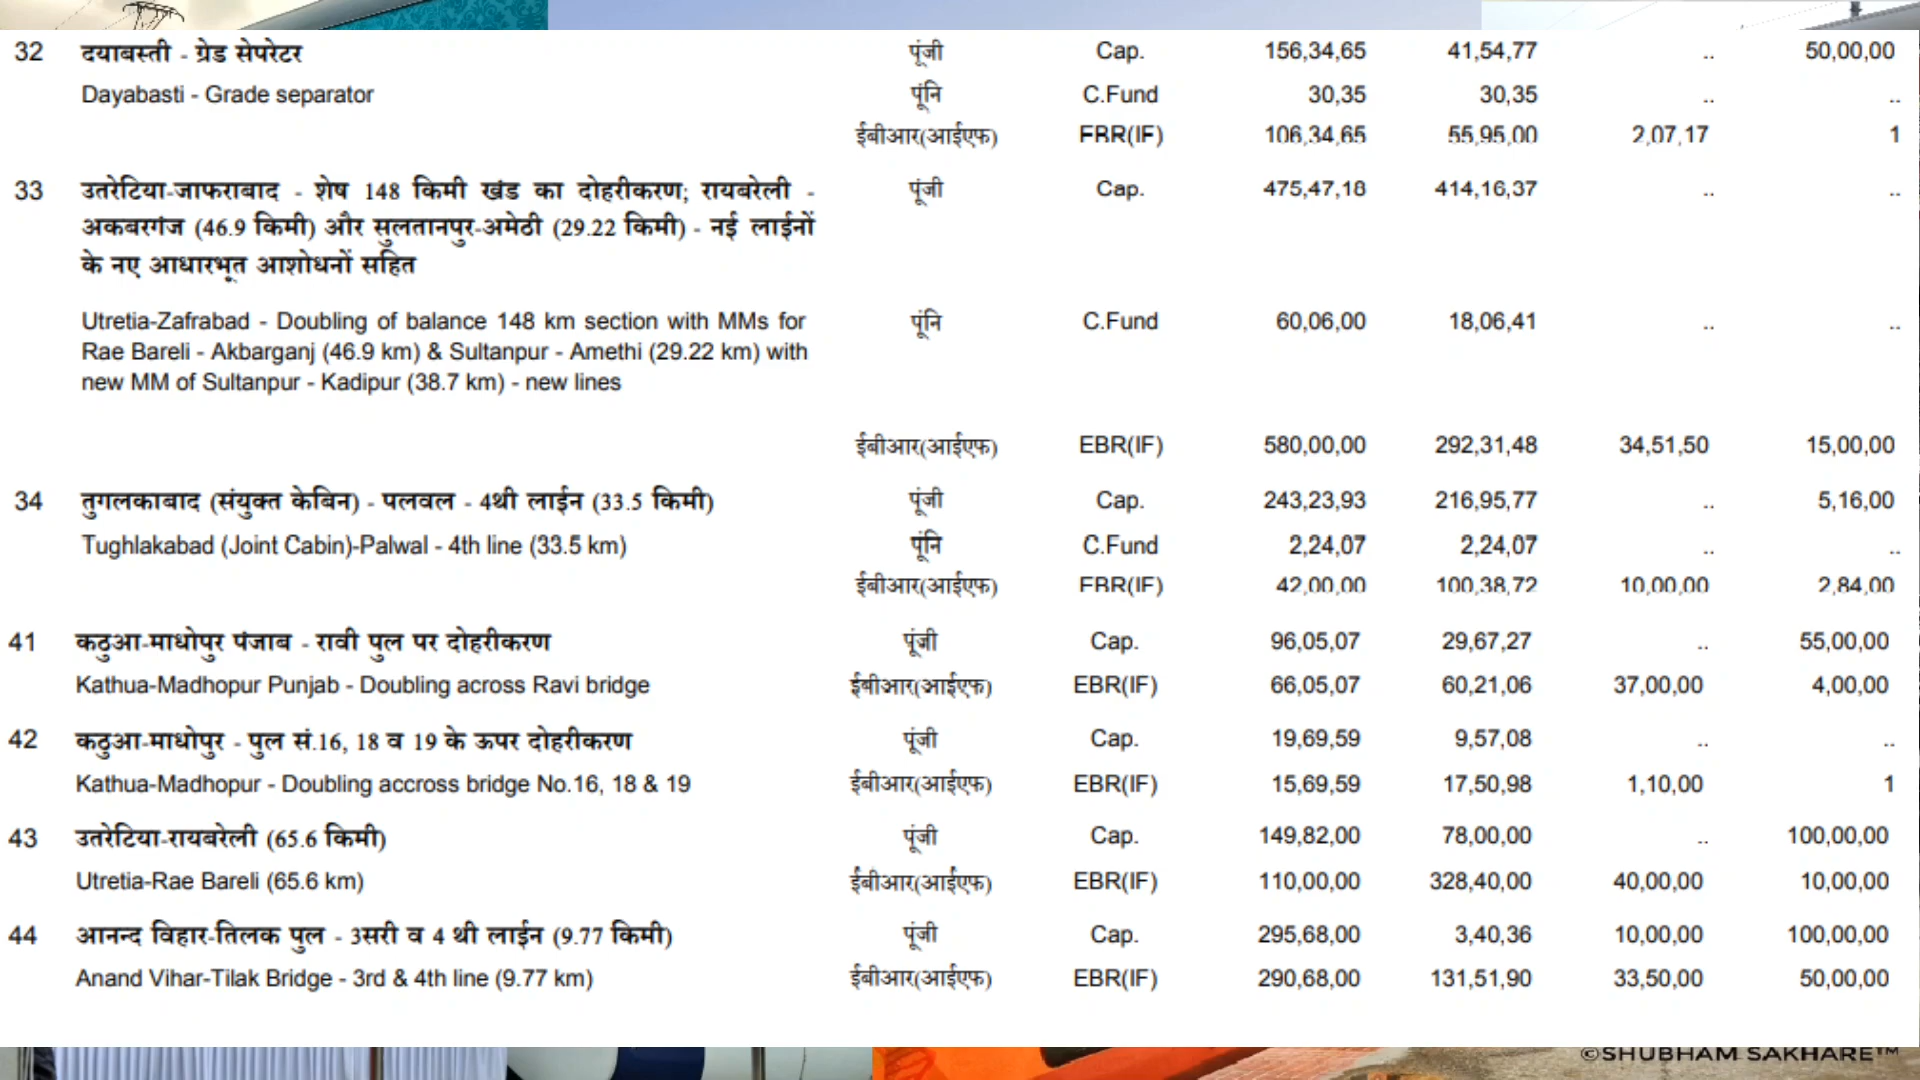 32 दयाबस्ती - ग्रेड सेपरेटर पूंजी Cap. 156,34,65 41,54,77 .. 50,00,00
Dayabasti - Grade separator पूंनि C.Fund 30,35 30,35 .. ..
ईबीआर(आईएफ) EBR(IF) 106,34,65 55,95,00 2,07,17 1
33 उतरेटिया-जाफराबाद - शेष 148 किमी खंड का दोहरीकरण; रायबरेली - पूंजी Cap. 475,47,18 414,16,37 .. ..
अकबरगंज (46.9 किमी) और सुलतानपुर-अमेठी (29.22 किमी) - नई लाईनों
के नए आधारभूत आशोधनों सहित
Utretia-Zafrabad - Doubling of balance 148 km section with MMs for पूंनि C.Fund 60,06,00 18,06,41 .. ..
Rae Bareli - Akbarganj (46.9 km) & Sultanpur - Amethi (29.22 km) with
new MM of Sultanpur - Kadipur (38.7 km) - new lines
ईबीआर(आईएफ) EBR(IF) 580,00,00 292,31,48 34,51,50 15,00,00
34 तुगलकाबाद (संयुक्त केबिन) - पलवल - 4थी लाईन (33.5 किमी) पूंजी Cap. 243,23,93 216,95,77 .. 5,16,00
Tughlakabad (Joint Cabin)-Palwal - 4th line (33.5 km) पूंनि C.Fund 2,24,07 2,24,07 .. ..
ईबीआर(आईएफ) EBR(IF) 42,00,00 100,38,72 10,00,00 2,84,00
41 कठुआ-माधोपुर पंजाब - रावी पुल पर दोहरीकरण पूंजी Cap. 96,05,07 29,67,27 .. 55,00,00
Kathua-Madhopur Punjab - Doubling across Ravi bridge ईबीआर(आईएफ) EBR(IF) 66,05,07 60,21,06 37,00,00 4,00,00
42 कठुआ-माधोपुर - पुल सं.16, 18 व 19 के ऊपर दोहरीकरण पूंजी Cap. 19,69,59 9,57,08 .. ..
Kathua-Madhopur - Doubling accross bridge No.16, 18 & 19 ईबीआर(आईएफ) EBR(IF) 15,69,59 17,50,98 1,10,00 1
43 उतरेटिया-रायबरेली (65.6 किमी) पूंजी Cap. 149,82,00 78,00,00 .. 100,00,00
Utretia-Rae Bareli (65.6 km) ईबीआर(आईएफ) EBR(IF) 110,00,00 328,40,00 40,00,00 10,00,00
44 आनन्द विहार-तिलक पुल - 3सरी व 4 थी लाईन (9.77 किमी) पूंजी Cap. 295,68,00 3,40,36 10,00,00 100,00,00
Anand Vihar-Tilak Bridge - 3rd & 4th line (9.77 km) ईबीआर(आईएफ) EBR(IF) 290,68,00 131,51,90 33,50,00 50,00,00
©SHUBHAM SAKHARE™